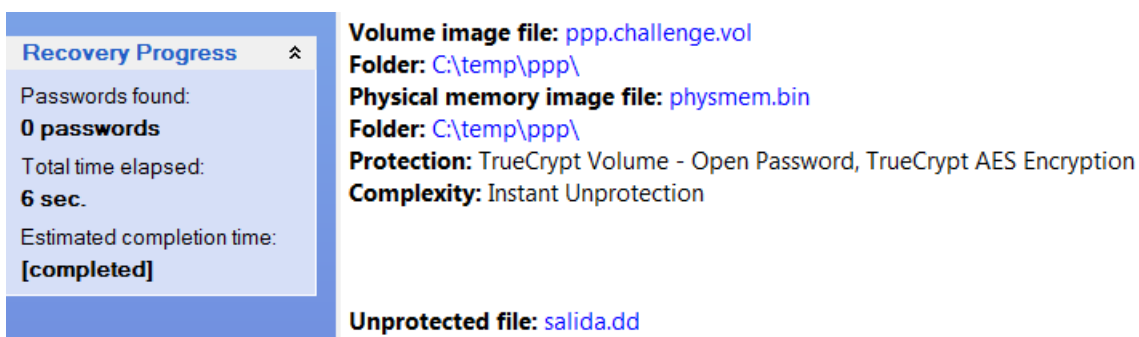 Recovery Progress
Passwords found:
0 passwords
Total time elapsed:
6 sec.
Estimated completion time:
[completed]
Volume image file: ppp.challenge.vol
Folder: C:\temp\ppp\
Physical memory image file: physmem.bin
Folder: C:\temp\ppp\
Protection: TrueCrypt Volume - Open Password, TrueCrypt AES Encryption
Complexity: Instant Unprotection
Unprotected file: salida.dd